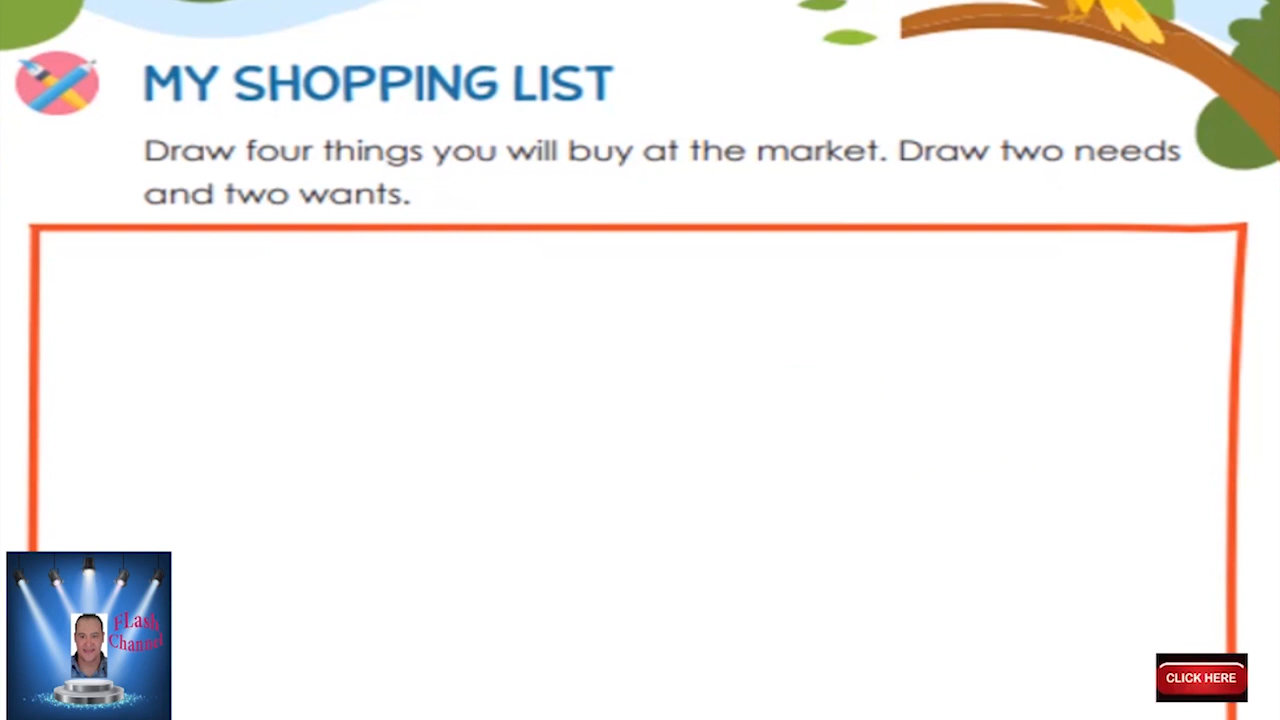 MY SHOPPING LIST
Draw four things you will buy at the market. Draw two needs
and two wants.
FLash
Channel
CLICK HERE